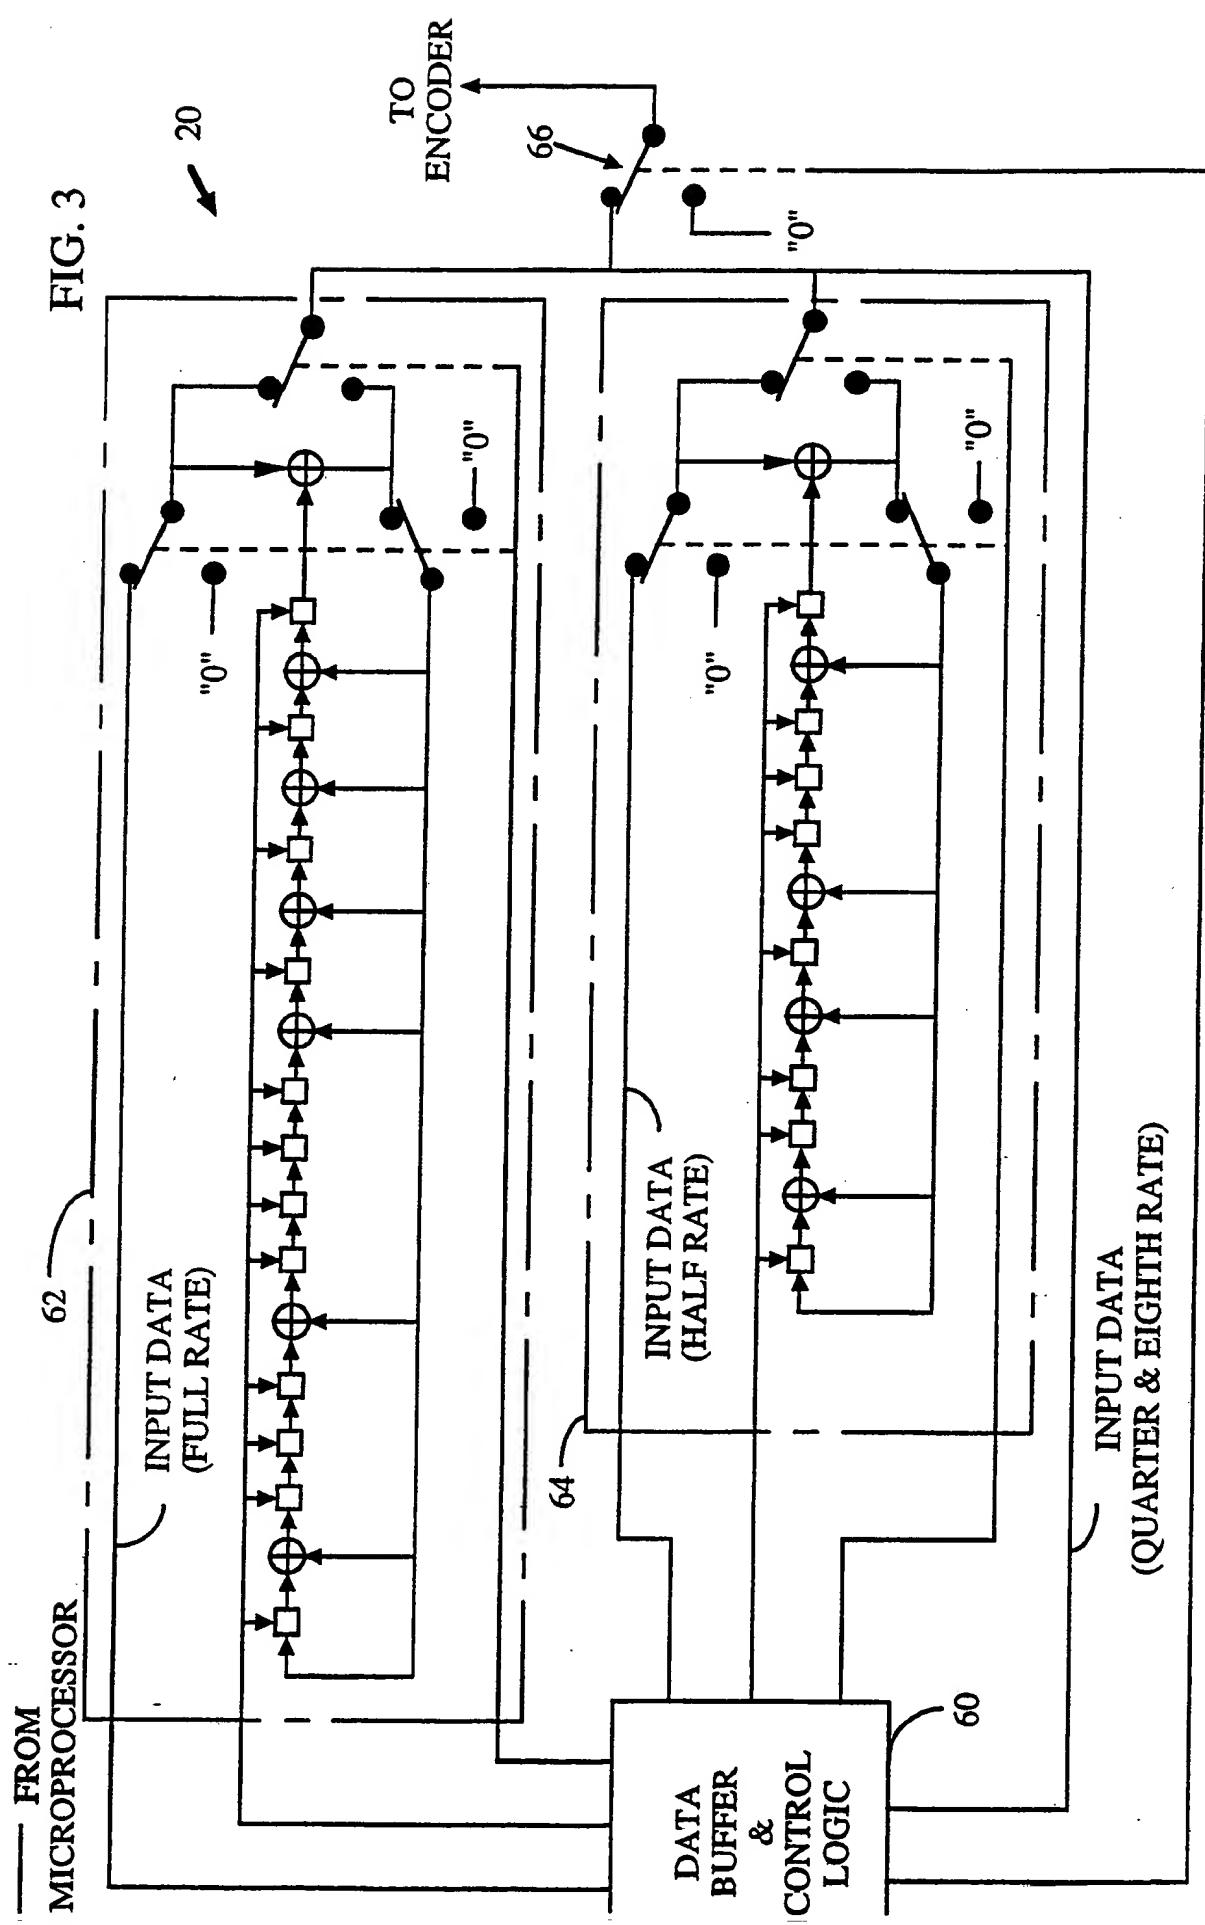 FIG. 3
20
FROM
MICROPROCESSOR
62
INPUT DATA
(FULL RATE)
"0"
"0"
TO
ENCODER
66
"0"
64
INPUT DATA
(HALF RATE)
"0"
"0"
DATA
BUFFER
&
CONTROL
LOGIC
60
INPUT DATA
(QUARTER & EIGHTH RATE)